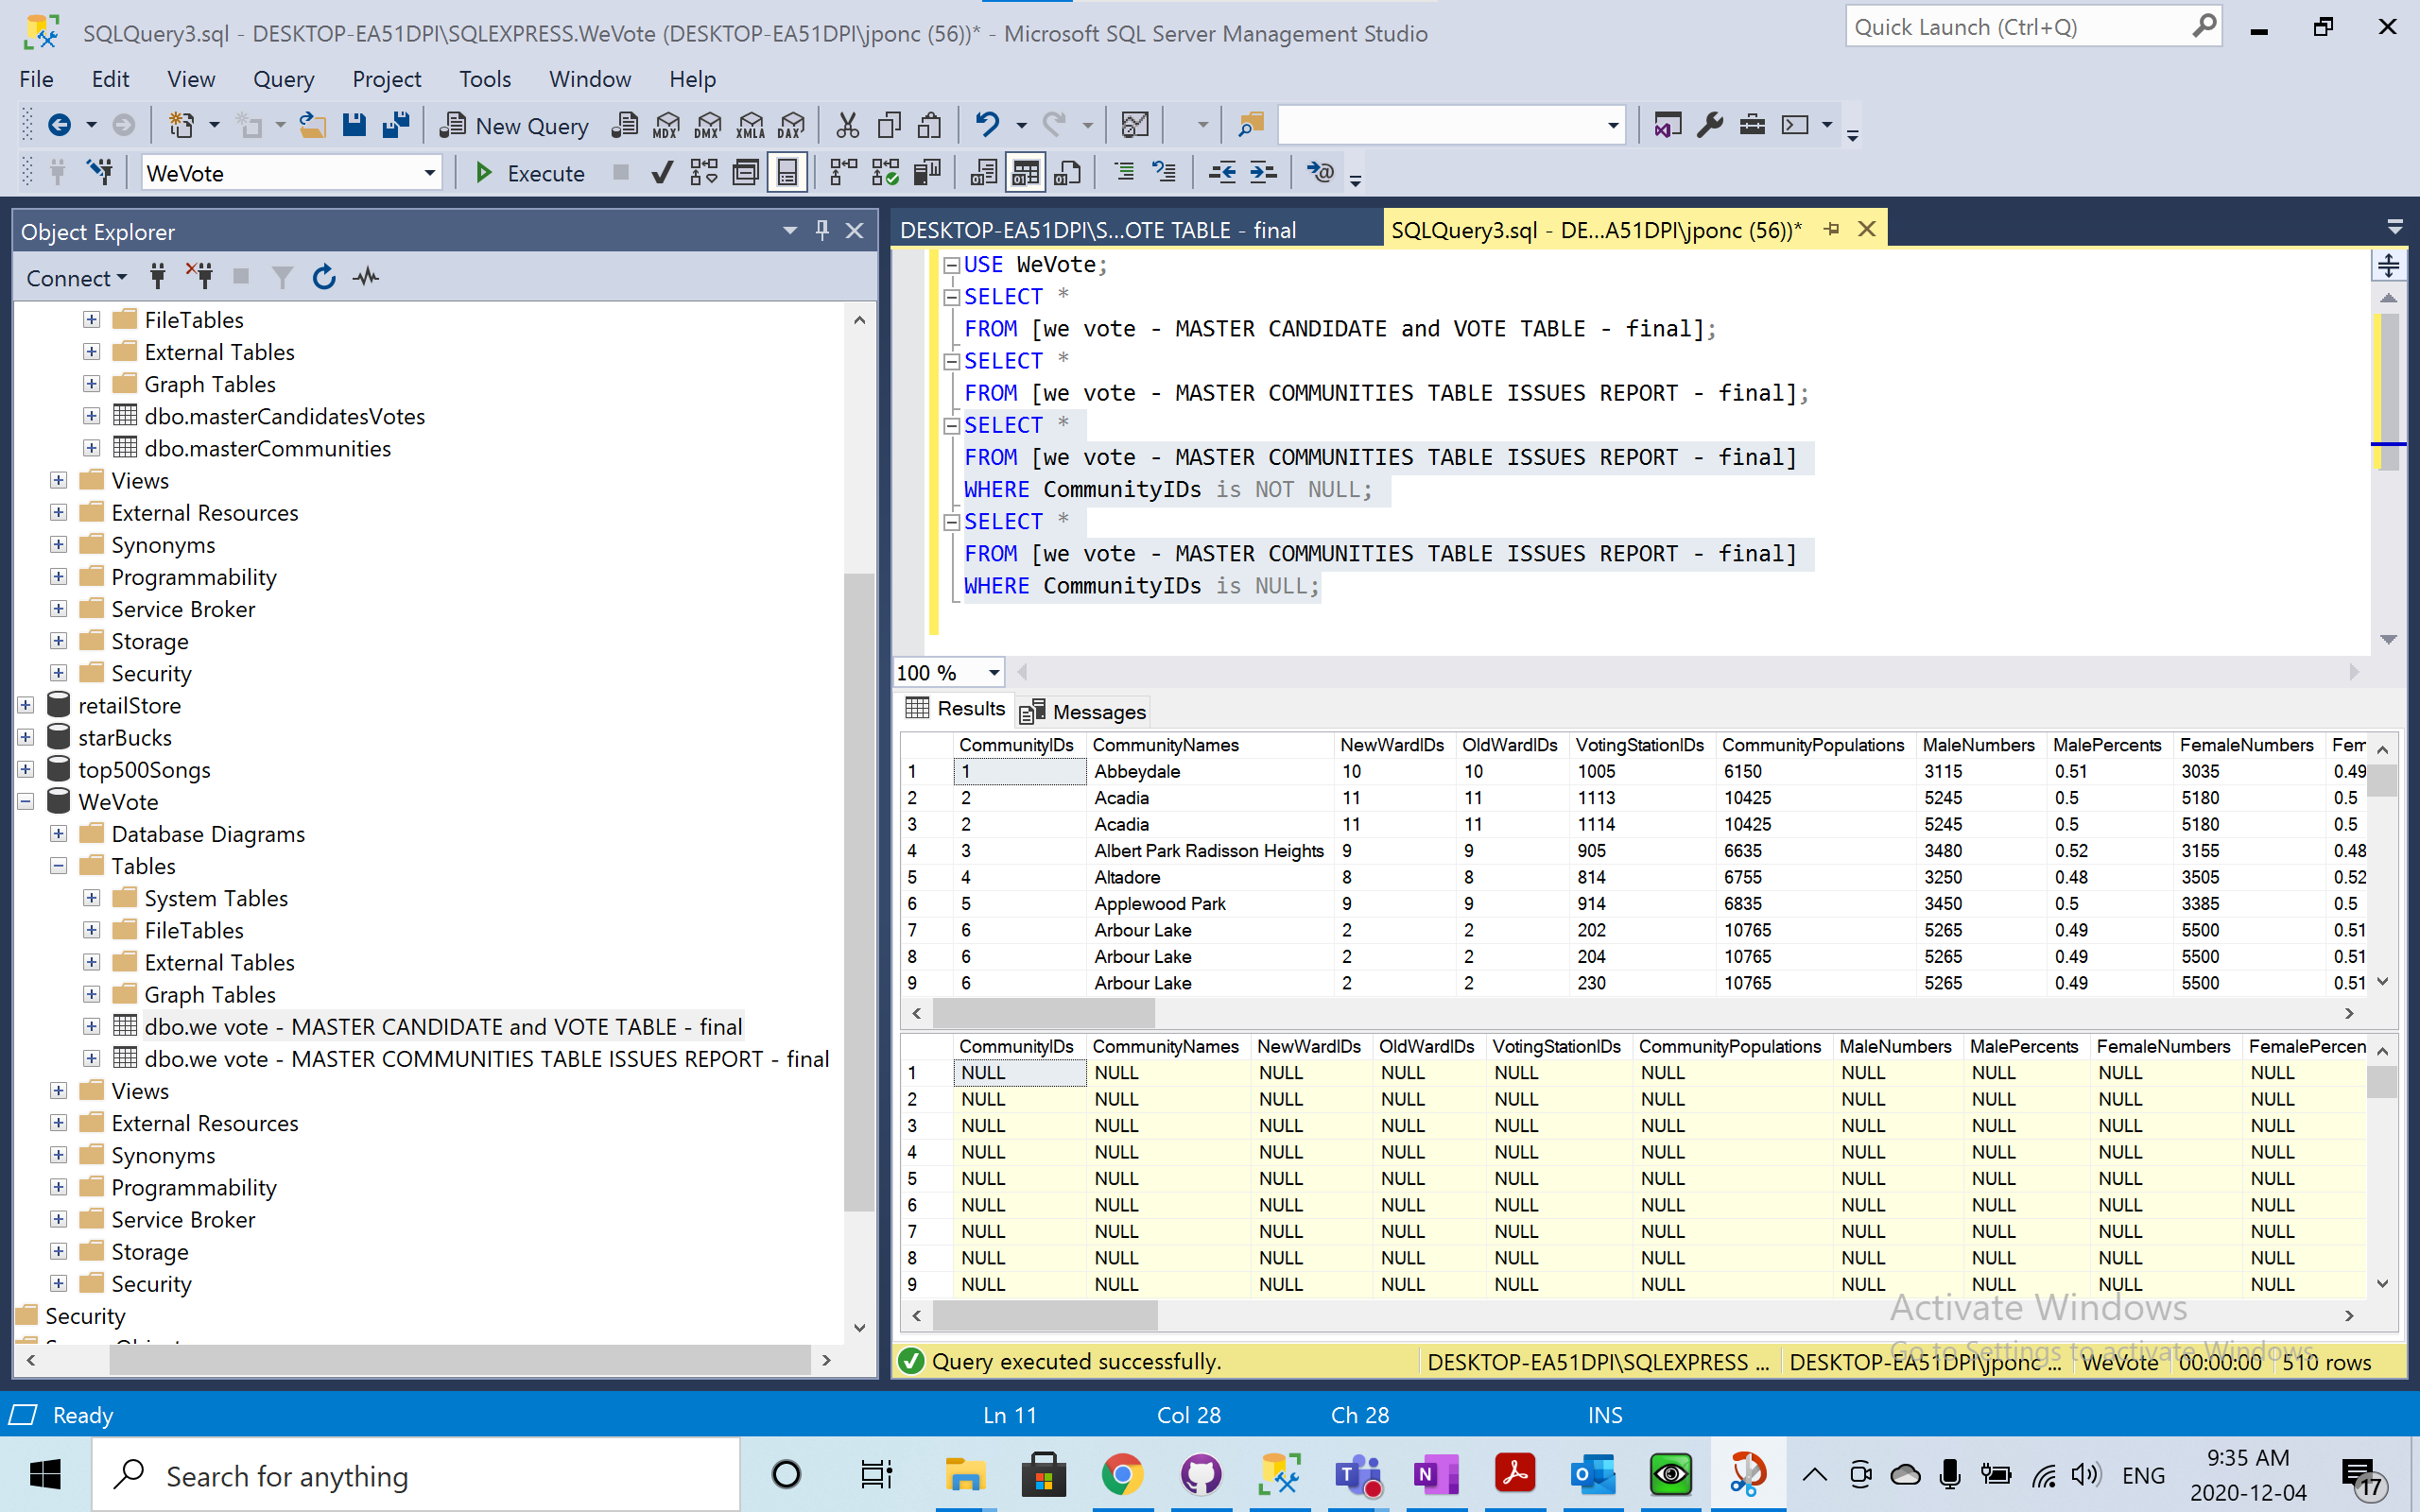 SQLQuery3.sql - DESKTOP-EA51DPI\SQLEXPRESS.WeVote (DESKTOP-EA51DPI\jponc (56))* - Microsoft SQL Server Management Studio
Quick Launch (Ctrl+Q)
File Edit View Query Project Tools Window Help
New Query MDX DMX XMLA DAX
WeVote Execute
Object Explorer
Connect
FileTables
External Tables
Graph Tables
dbo.masterCandidatesVotes
dbo.masterCommunities
Views
External Resources
Synonyms
Programmability
Service Broker
Storage
Security
retailStore
starBucks
top500Songs
WeVote
Database Diagrams
Tables
System Tables
FileTables
External Tables
Graph Tables
dbo.we vote - MASTER CANDIDATE and VOTE TABLE - final
dbo.we vote - MASTER COMMUNITIES TABLE ISSUES REPORT - final
Views
External Resources
Synonyms
Programmability
Service Broker
Storage
Security
Security
DESKTOP-EA51DPI\S...OTE TABLE - final
SQLQuery3.sql - DE...A51DPI\jponc (56))*
USE WeVote;
SELECT *
FROM [we vote - MASTER CANDIDATE and VOTE TABLE - final];
SELECT *
FROM [we vote - MASTER COMMUNITIES TABLE ISSUES REPORT - final];
SELECT *
FROM [we vote - MASTER COMMUNITIES TABLE ISSUES REPORT - final]
WHERE CommunityIDs is NOT NULL;
SELECT *
FROM [we vote - MASTER COMMUNITIES TABLE ISSUES REPORT - final]
WHERE CommunityIDs is NULL;
100 %
Results Messages
CommunityIDs CommunityNames NewWardIDs OldWardIDs VotingStationIDs CommunityPopulations MaleNumbers MalePercents FemaleNumbers Fem
1 1 Abbeydale 10 10 1005 6150 3115 0.51 3035 0.49
2 2 Acadia 11 11 1113 10425 5245 0.5 5180 0.5
3 2 Acadia 11 11 1114 10425 5245 0.5 5180 0.5
4 3 Albert Park Radisson Heights 9 9 905 6635 3480 0.52 3155 0.48
5 4 Altadore 8 8 814 6755 3250 0.48 3505 0.52
6 5 Applewood Park 9 9 914 6835 3450 0.5 3385 0.5
7 6 Arbour Lake 2 2 202 10765 5265 0.49 5500 0.51
8 6 Arbour Lake 2 2 204 10765 5265 0.49 5500 0.51
9 6 Arbour Lake 2 2 230 10765 5265 0.49 5500 0.51
CommunityIDs CommunityNames NewWardIDs OldWardIDs VotingStationIDs CommunityPopulations MaleNumbers MalePercents FemaleNumbers FemalePercen
1 NULL NULL NULL NULL NULL NULL NULL NULL NULL NULL
2 NULL NULL NULL NULL NULL NULL NULL NULL NULL NULL
3 NULL NULL NULL NULL NULL NULL NULL NULL NULL NULL
4 NULL NULL NULL NULL NULL NULL NULL NULL NULL NULL
5 NULL NULL NULL NULL NULL NULL NULL NULL NULL NULL
6 NULL NULL NULL NULL NULL NULL NULL NULL NULL NULL
7 NULL NULL NULL NULL NULL NULL NULL NULL NULL NULL
8 NULL NULL NULL NULL NULL NULL NULL NULL NULL NULL
9 NULL NULL NULL NULL NULL NULL NULL NULL NULL NULL
Activate Windows
Go to Settings to activate Windows.
Query executed successfully. DESKTOP-EA51DPI\SQLEXPRESS ... DESKTOP-EA51DPI\jponc ... WeVote 00:00:00 510 rows
Ready Ln 11 Col 28 Ch 28 INS
Search for anything
ENG
9:35 AM
2020-12-04
17